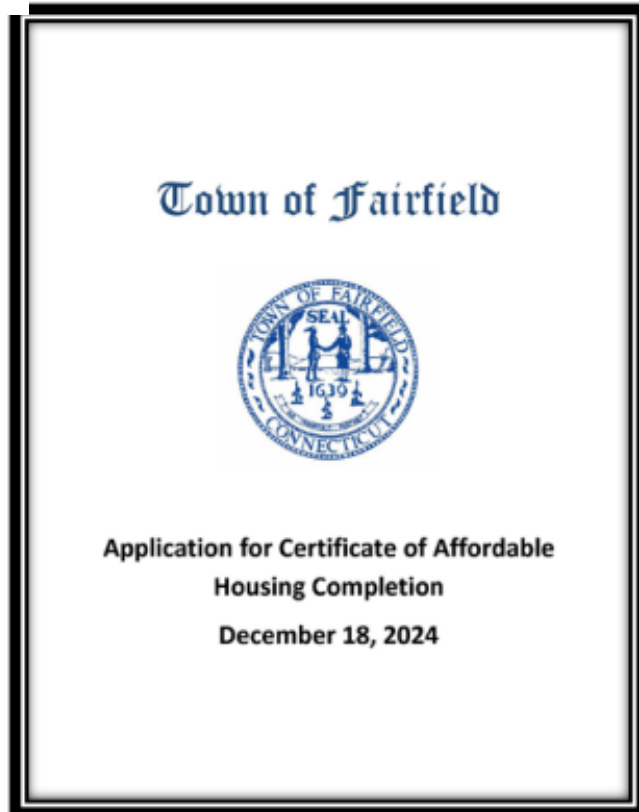 Town of Fairfield
TOWN OF FAIRFIELD
SEAL
1639
CONNECTICUT
Application for Certificate of Affordable
Housing Completion
December 18, 2024